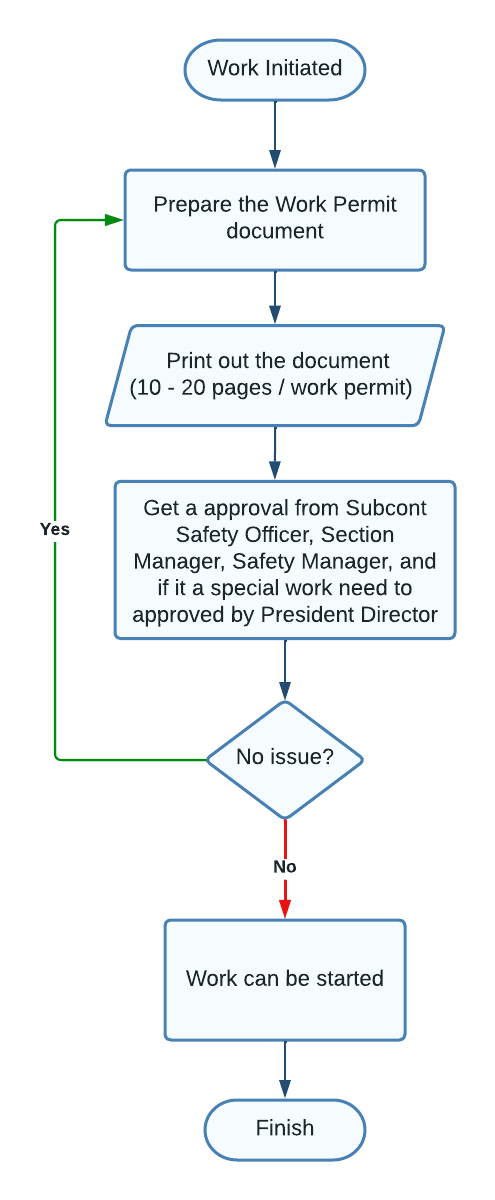 Work Initiated
Prepare the Work Permit
document
Print out the document
(10 - 20 pages / work permit)
Get a approval from Subcont
Safety Officer, Section
Manager, Safety Manager, and
if it a special work need to
approved by President Director
Yes
No issue?
No
Work can be started
Finish